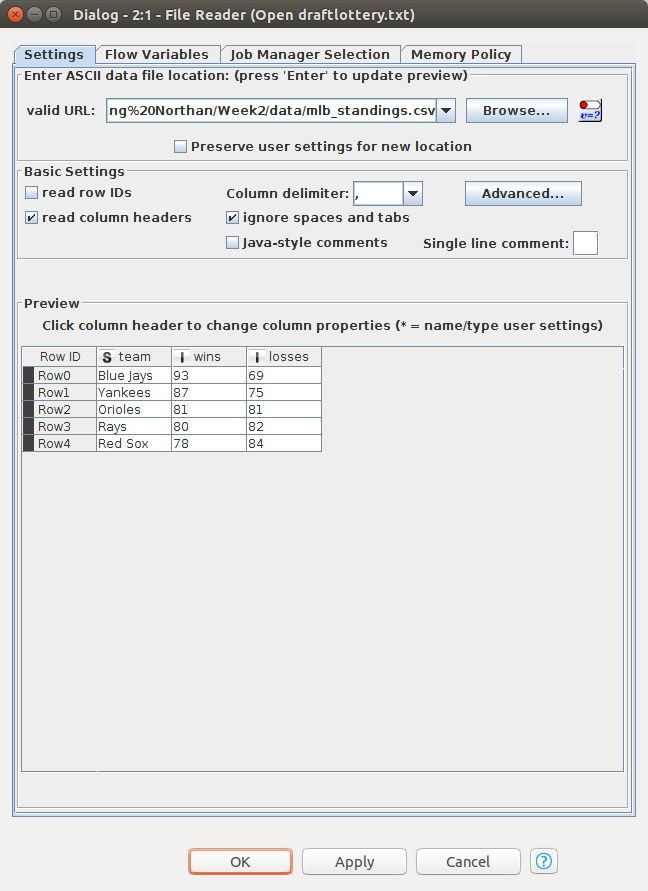 Dialog - 2:1 - File Reader (Open draftlottery.txt)
Settings Flow Variables Job Manager Selection Memory Policy
Enter ASCII data file location: (press 'Enter' to update preview)
valid URL: ng%20Northan/Week2/data/mlb_standings.csv Browse... v=?
Preserve user settings for new location
Basic Settings
read row IDs Column delimiter: , Advanced...
read column headers ignore spaces and tabs
Java-style comments Single line comment:
Preview
Click column header to change column properties (* = name/type user settings)
Row ID S team I wins I losses
Row0 Blue Jays 93 69
Row1 Yankees 87 75
Row2 Orioles 81 81
Row3 Rays 80 82
Row4 Red Sox 78 84
OK Apply Cancel ?